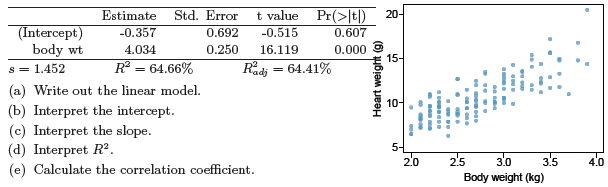 Estimate Std. Error t value Pr(>|t|)
(Intercept) -0.357 0.692 -0.515 0.607
body wt 4.034 0.250 16.119 0.000
s = 1.452 R² = 64.66% R²adj = 64.41%
(a) Write out the linear model.
(b) Interpret the intercept.
(c) Interpret the slope.
(d) Interpret R².
(e) Calculate the correlation coefficient.
Heart weight (g)
20
15
10
5
2.0 2.5 3.0 3.5 4.0
Body weight (kg)